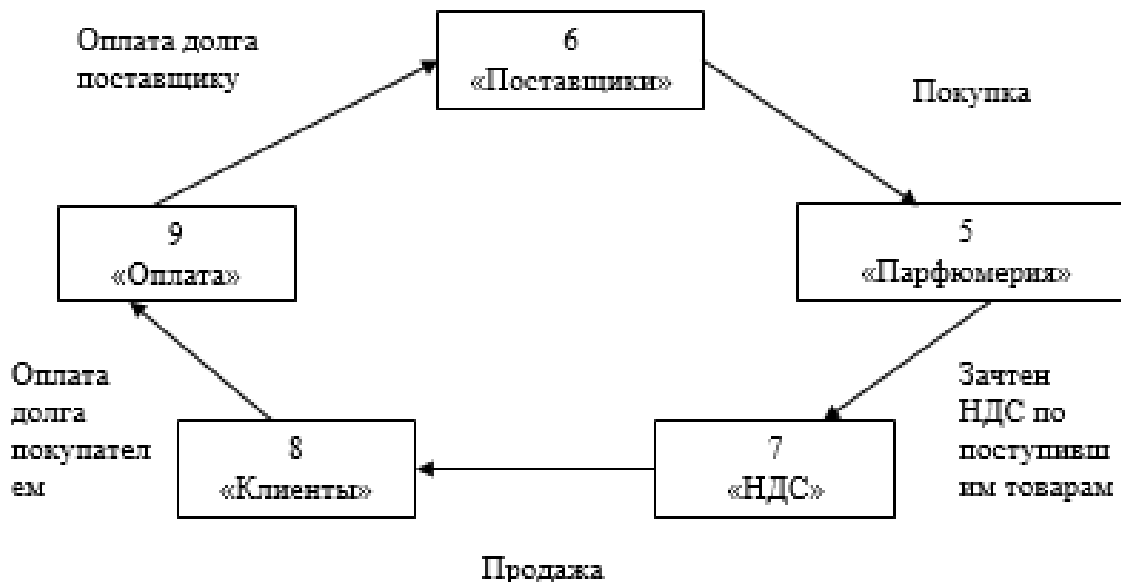 Оплата долга
поставщику
6
«Поставщики»
Покупка
9
«Оплата»
5
«Парфюмерия»
Оплата
долга
покупател
ем
8
«Клиенты»
7
«НДС»
Зачтен
НДС по
поступивш
им товарам
Продажа